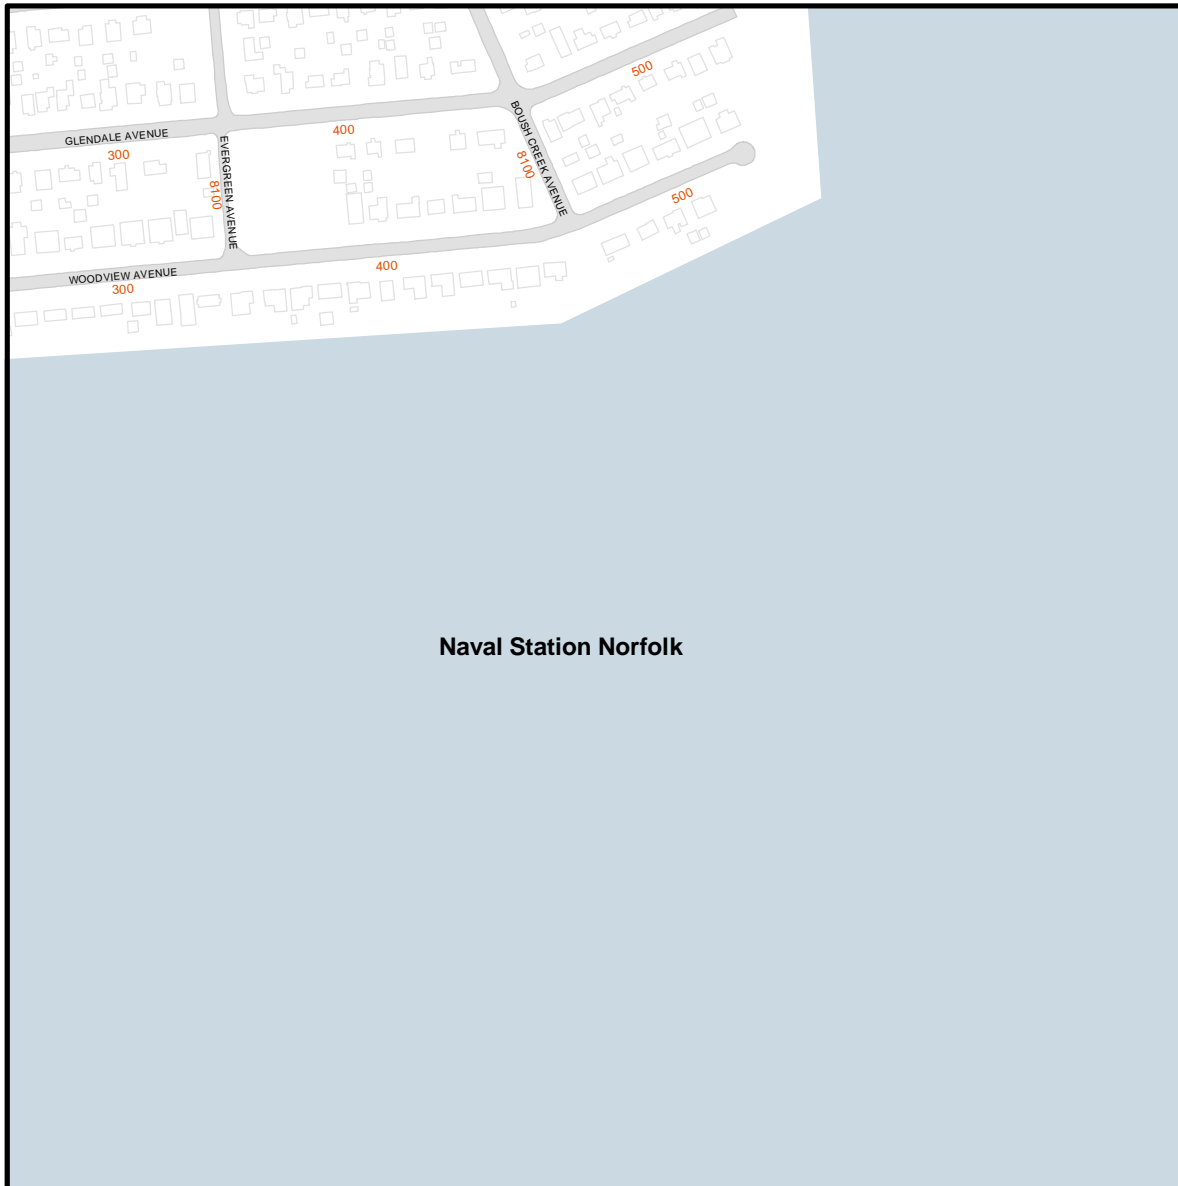 500
BOUSH CREEK AVENUE
GLENDALE AVENUE
400
300
EVERGREEN AVENUE
8100
8100
500
WOODVIEW AVENUE
400
300
Naval Station Norfolk